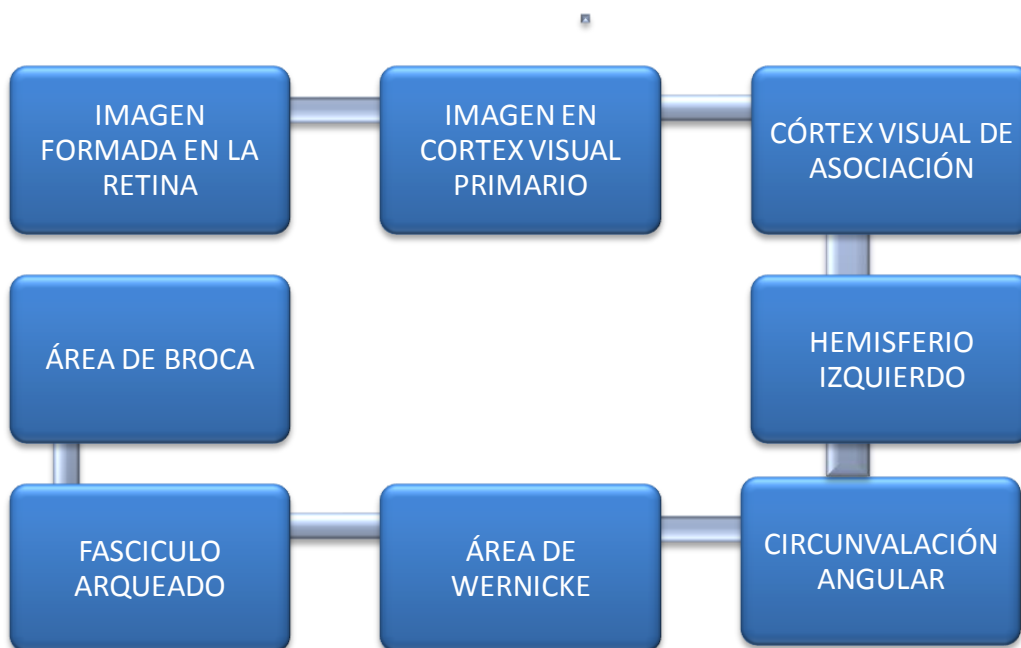 IMAGEN
FORMADA EN LA
RETINA
IMAGEN EN
CORTEX VISUAL
PRIMARIO
CÓRTEX VISUAL DE
ASOCIACIÓN
HEMISFERIO
IZQUIERDO
CIRCUNVALACIÓN
ANGULAR
ÁREA DE
WERNICKE
FASCICULO
ARQUEADO
ÁREA DE BROCA